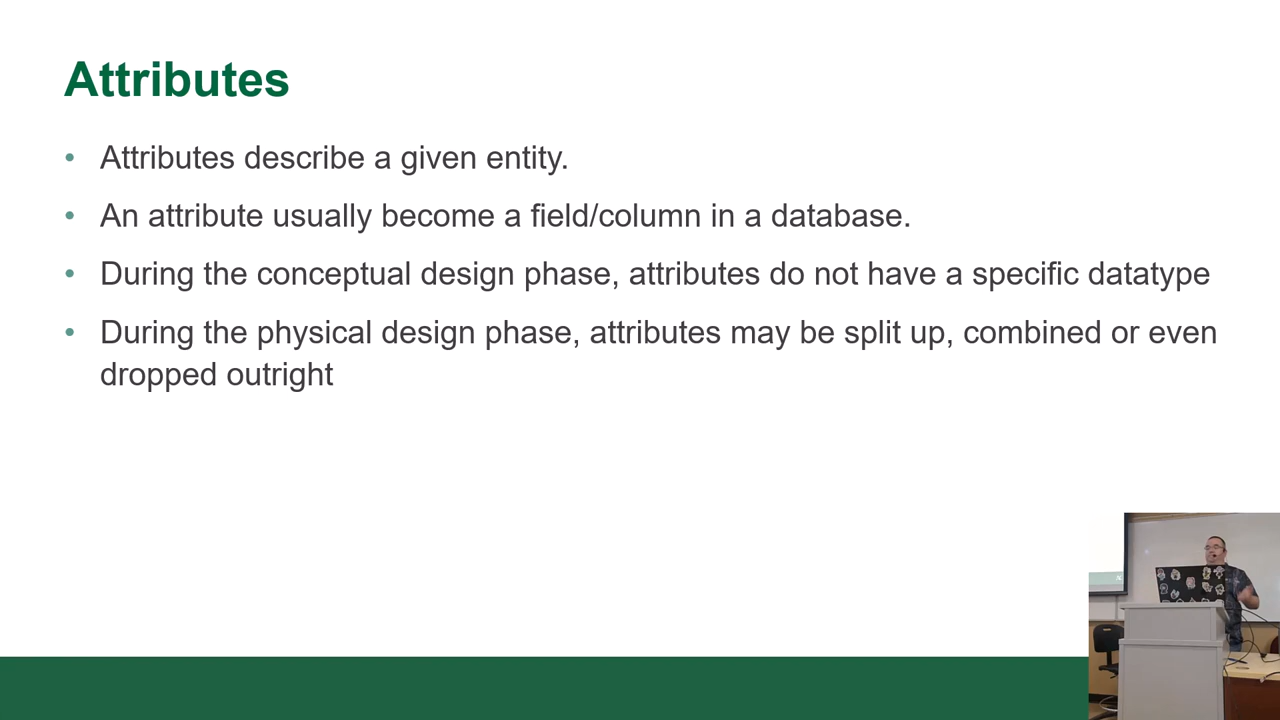 Attributes
• Attributes describe a given entity.
• An attribute usually become a field/column in a database.
• During the conceptual design phase, attributes do not have a specific datatype
• During the physical design phase, attributes may be split up, combined or even
dropped outright